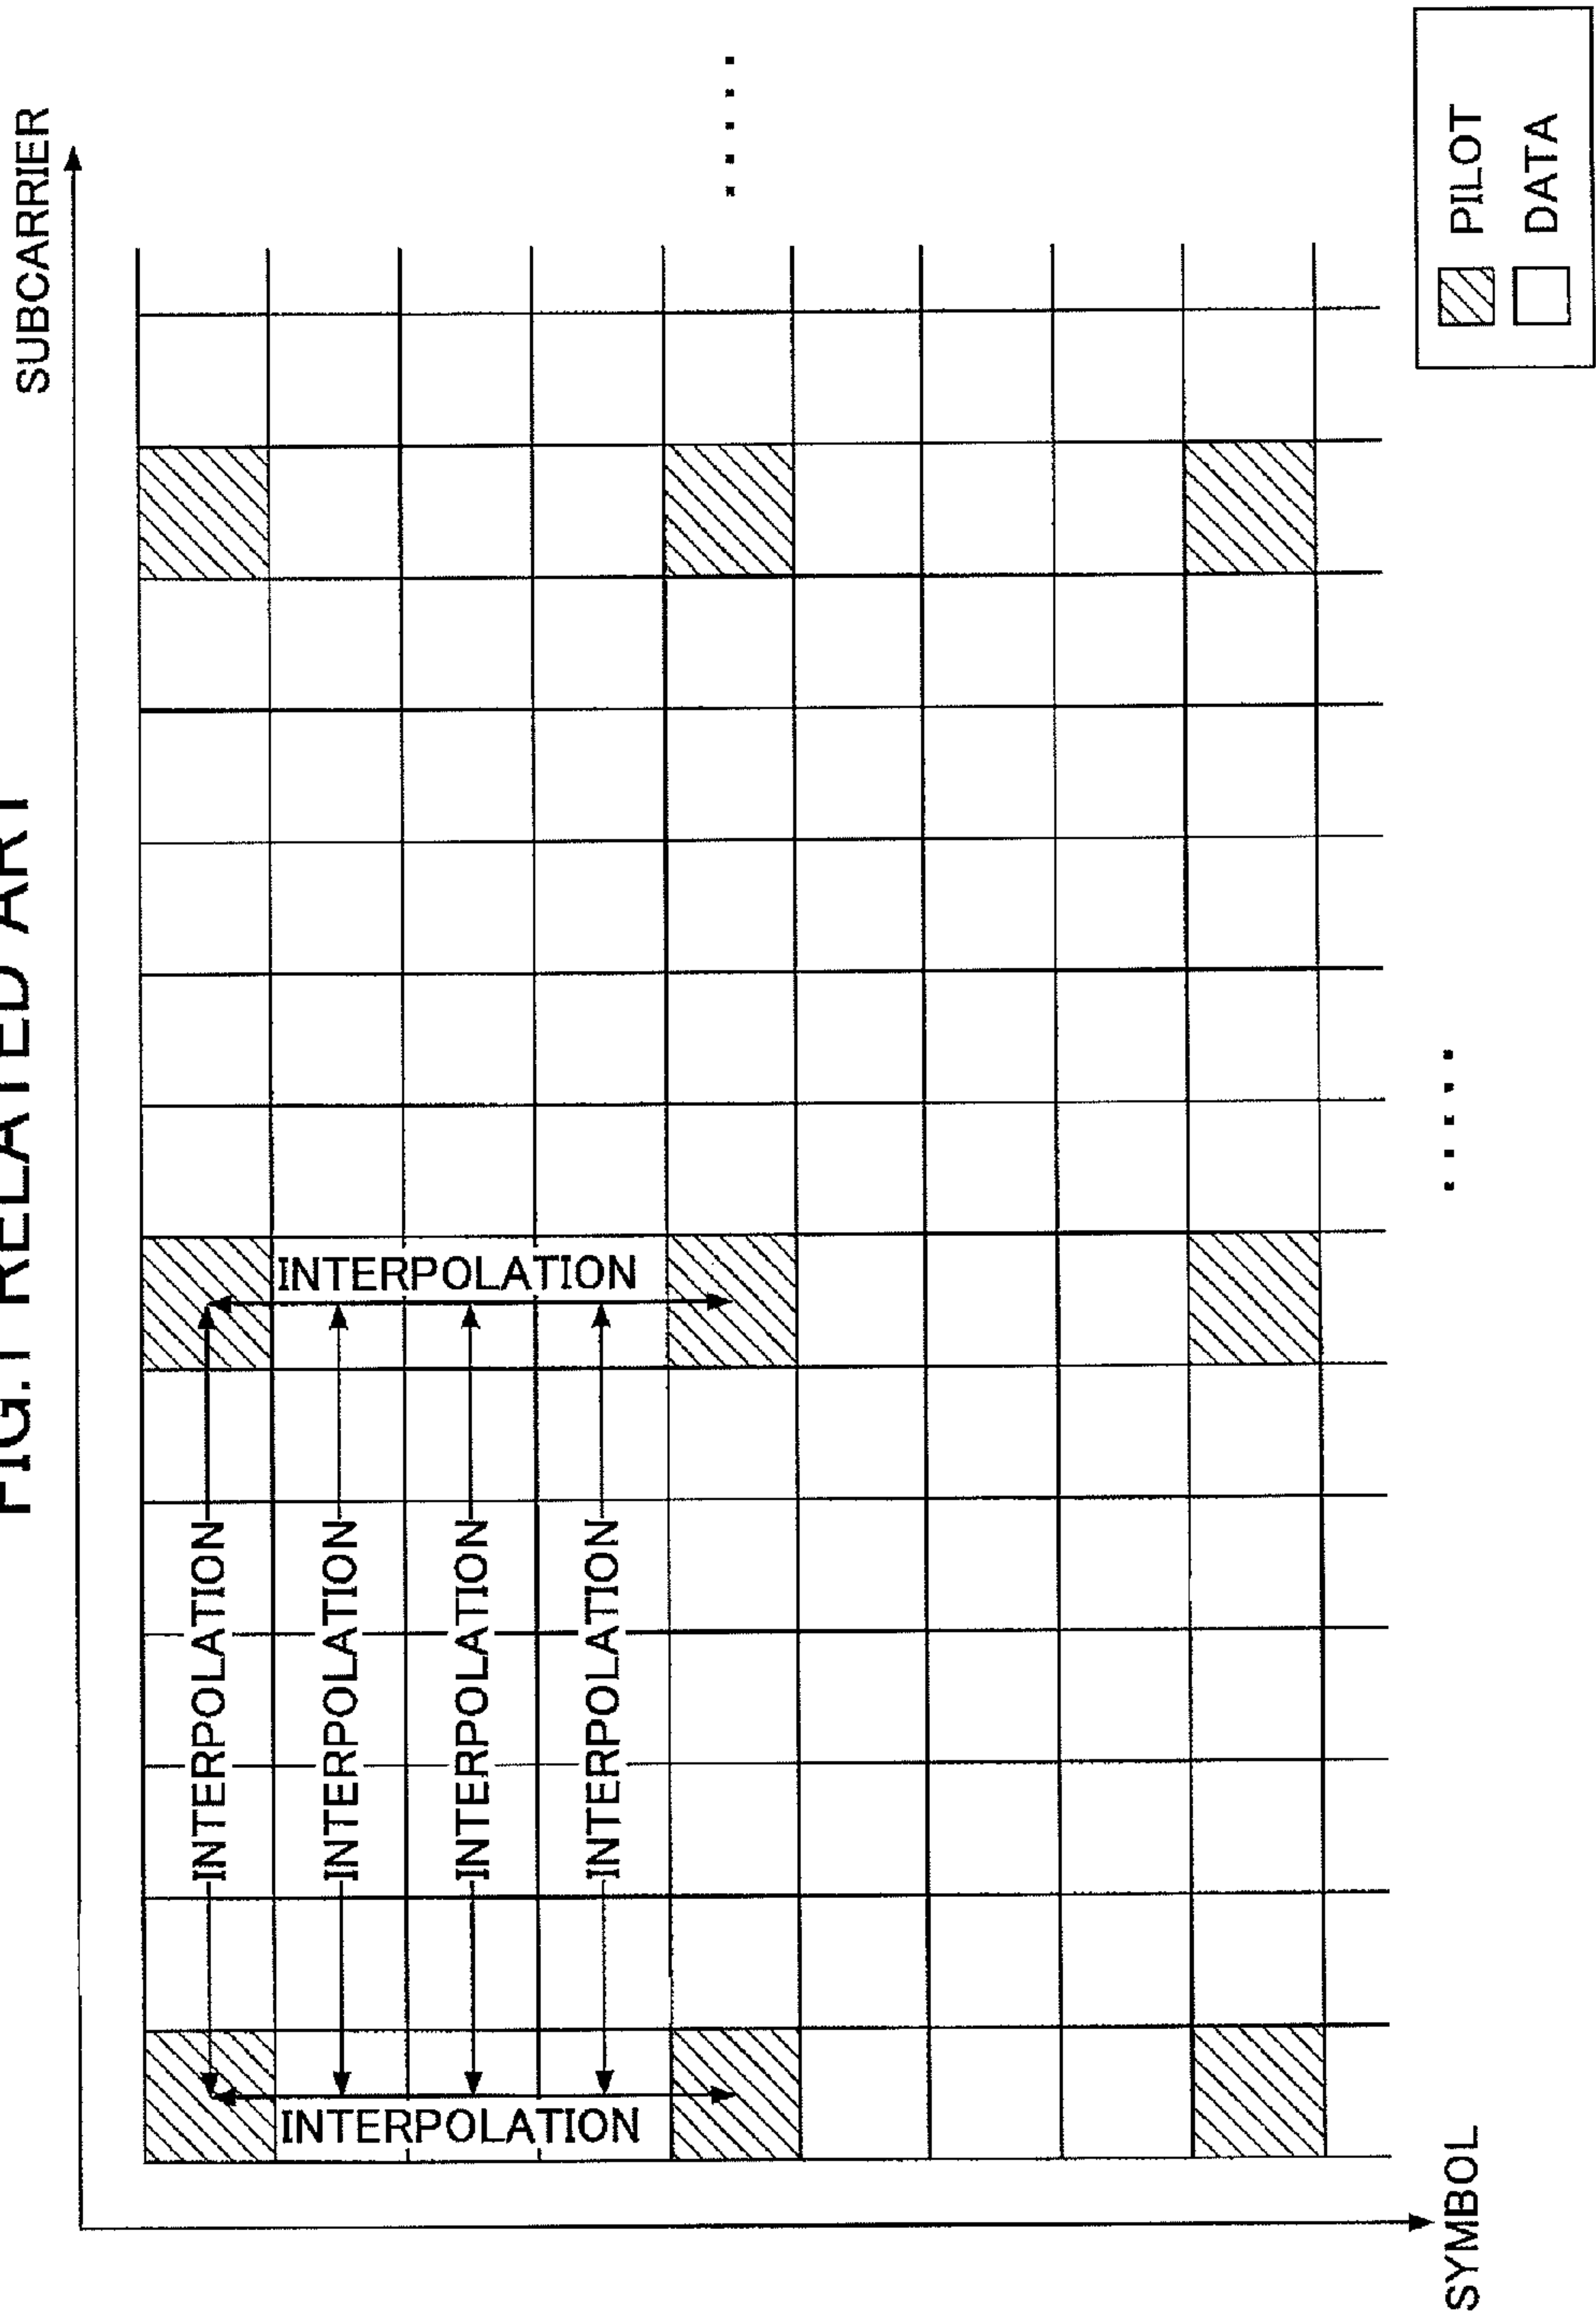 FIG.1 RELATED ART
SUBCARRIER
INTERPOLATION
INTERPOLATION
INTERPOLATION
INTERPOLATION
INTERPOLATION
INTERPOLATION
SYMBOL
PILOT
DATA